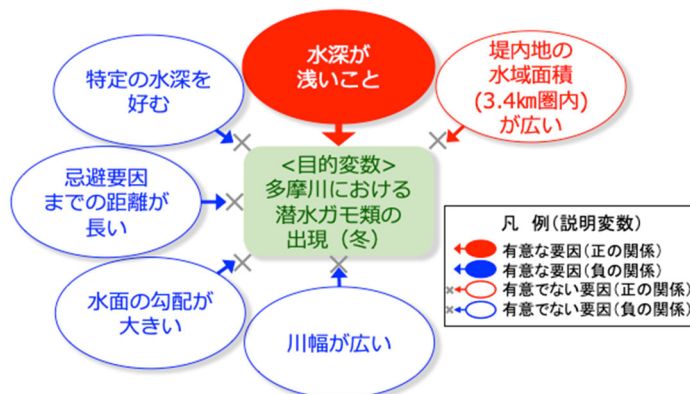 水深が
浅いこと
特定の水深を
好む
堤内地の
水域面積
(3.4km圏内)
が広い
忌避要因
までの距離が
長い
<目的変数>
多摩川における
潜水ガモ類の
出現（冬）
水面の勾配が
大きい
川幅が広い
凡 例(説明変数)
有意な要因(正の関係)
有意な要因(負の関係)
有意でない要因(正の関係)
有意でない要因(負の関係)